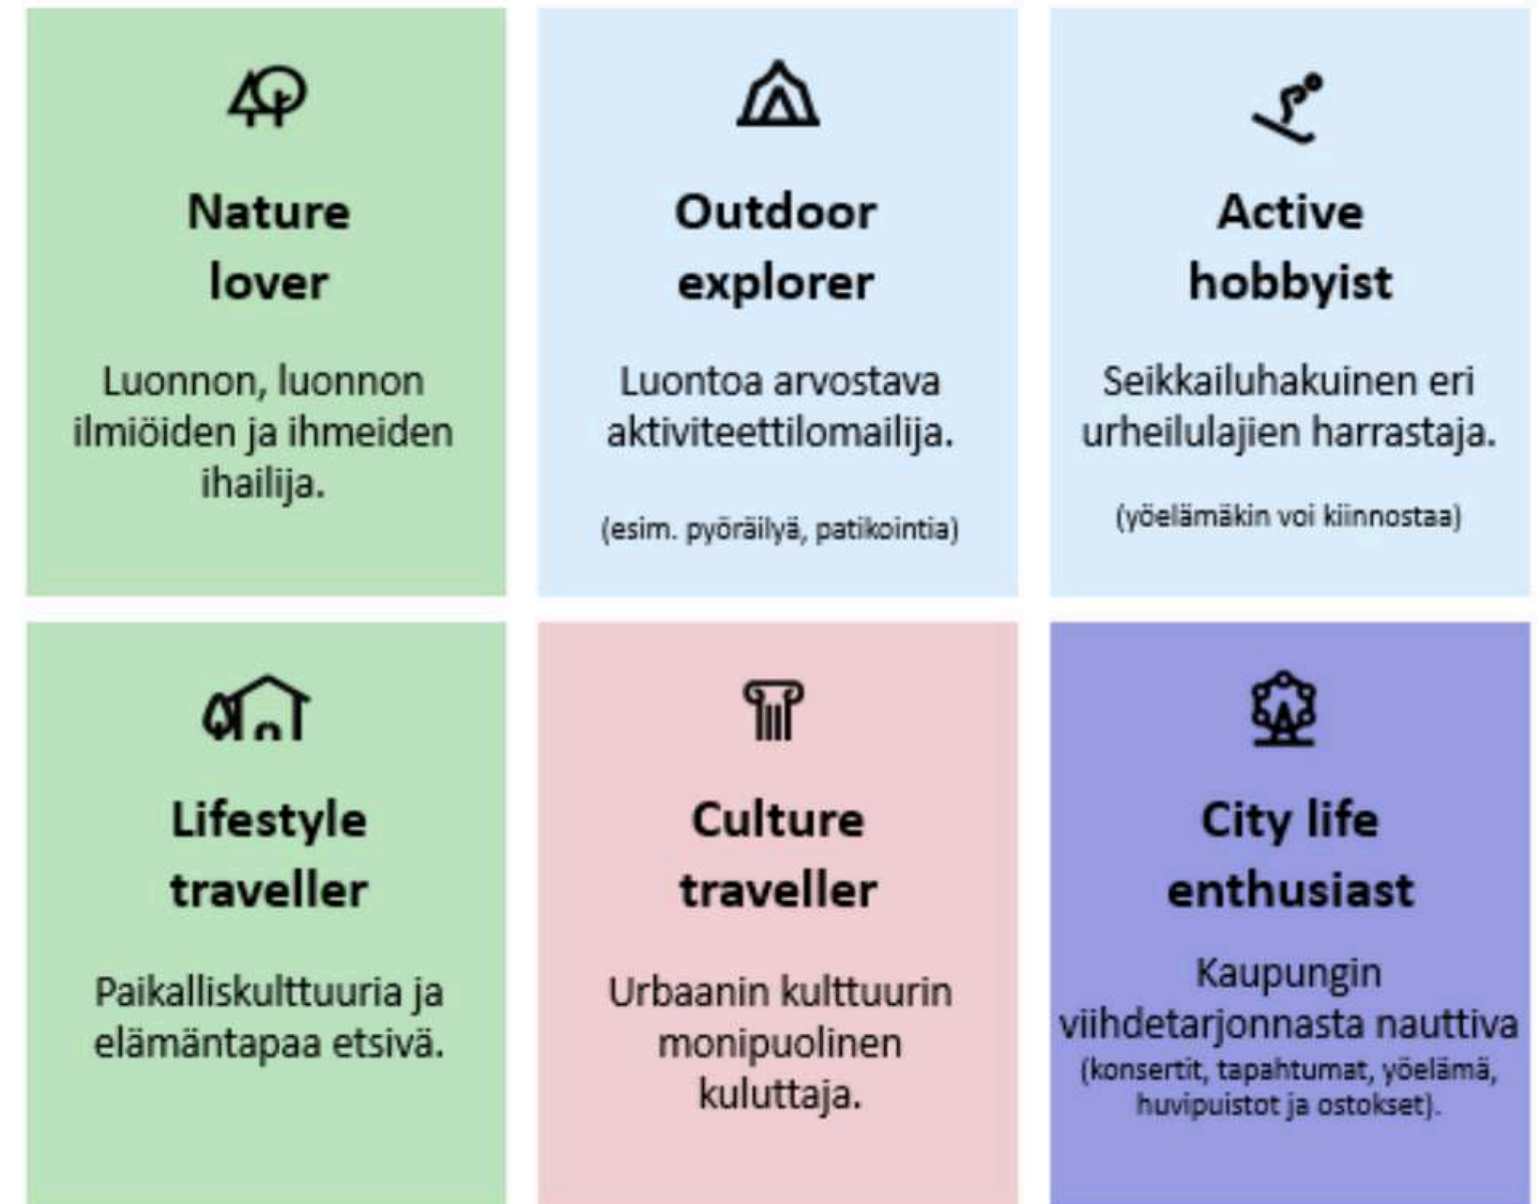 Nature
lover
Luonnon, luonnon
ilmiöiden ja ihmeiden
ihailija.
Outdoor
explorer
Luontoa arvostava
aktiviteettilomailija.
(esim. pyöräilyä, patikointia)
Active
hobbyist
Seikkailuhakuinen eri
urheilulajien harrastaja.
(yöelämäkin voi kiinnostaa)
Lifestyle
traveller
Paikalliskulttuuria ja
elämäntapaa etsivä.
Culture
traveller
Urbaanin kulttuurin
monipuolinen
kuluttaja.
City life
enthusiast
Kaupungin
viihdetarjonnasta nauttiva
(konsertit, tapahtumat, yöelämä,
huvipuistot ja ostokset).